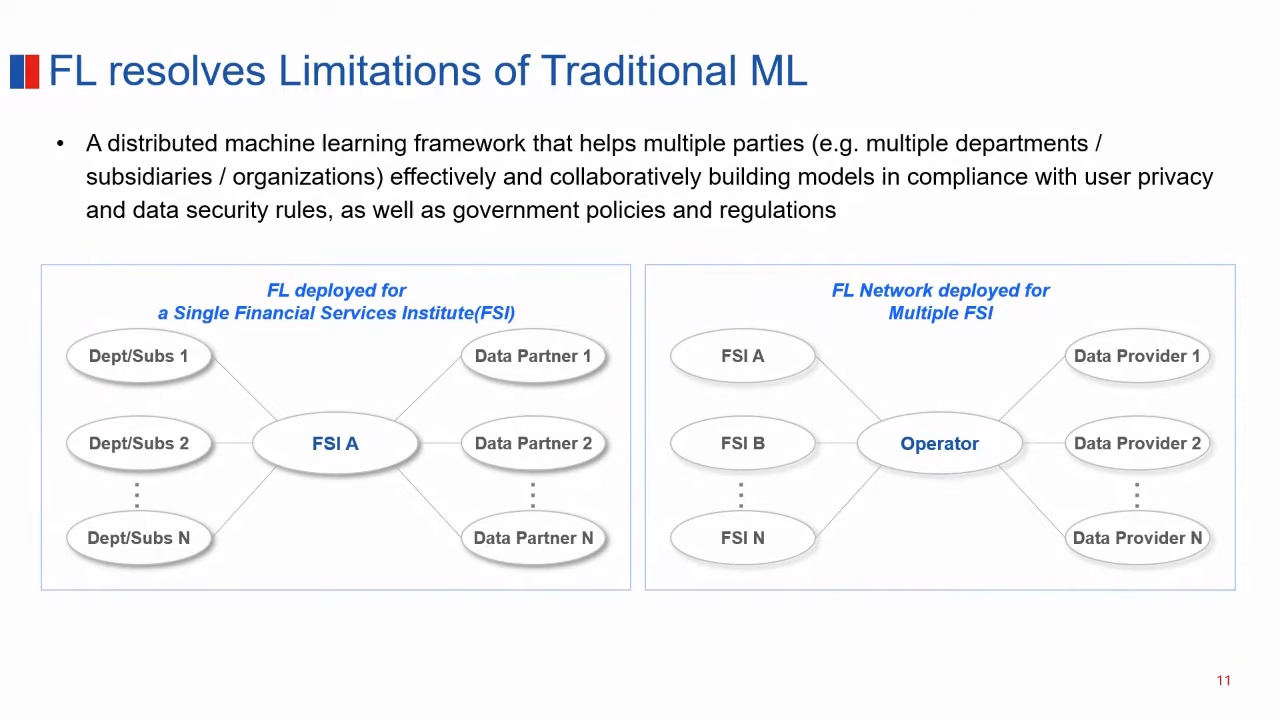 FL resolves Limitations of Traditional ML
• A distributed machine learning framework that helps multiple parties (e.g. multiple departments /
subsidiaries / organizations) effectively and collaboratively building models in compliance with user privacy
and data security rules, as well as government policies and regulations
FL deployed for
a Single Financial Services Institute(FSI)
Dept/Subs 1
Data Partner 1
Dept/Subs 2
FSI A
Data Partner 2
Dept/Subs N
Data Partner N
FL Network deployed for
Multiple FSI
FSI A
Data Provider 1
FSI B
Operator
Data Provider 2
FSI N
Data Provider N
11